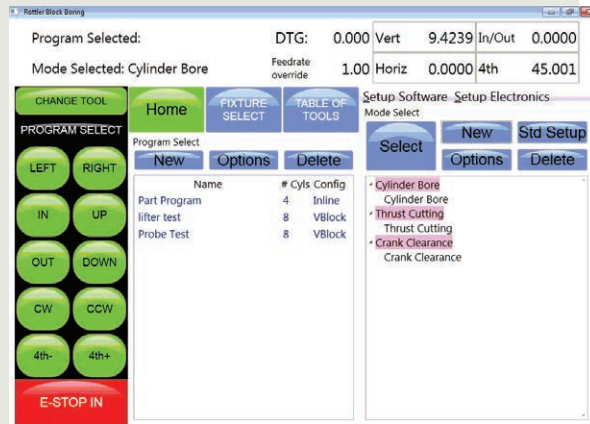 Rottler Block Boring
Program Selected: DTG: 0.000 Vert 9.4239 In/Out 0.0000
Mode Selected: Cylinder Bore Feedrate override 1.00 Horiz 0.0000 4th 45.001
CHANGE TOOL
PROGRAM SELECT
LEFT RIGHT
IN UP
OUT DOWN
CW CCW
4th- 4th+
E-STOP IN
Home FIXTURE SELECT TABLE OF TOOLS
Program Select
New Options Delete
Name # Cyls Config
Part Program 4 Inline
lifter test 8 VBlock
Probe Test 8 VBlock
Setup Software Setup Electronics
Mode Select
Select New Std Setup
Options Delete
Cylinder Bore
Cylinder Bore
Thrust Cutting
Thrust Cutting
Crank Clearance
Crank Clearance